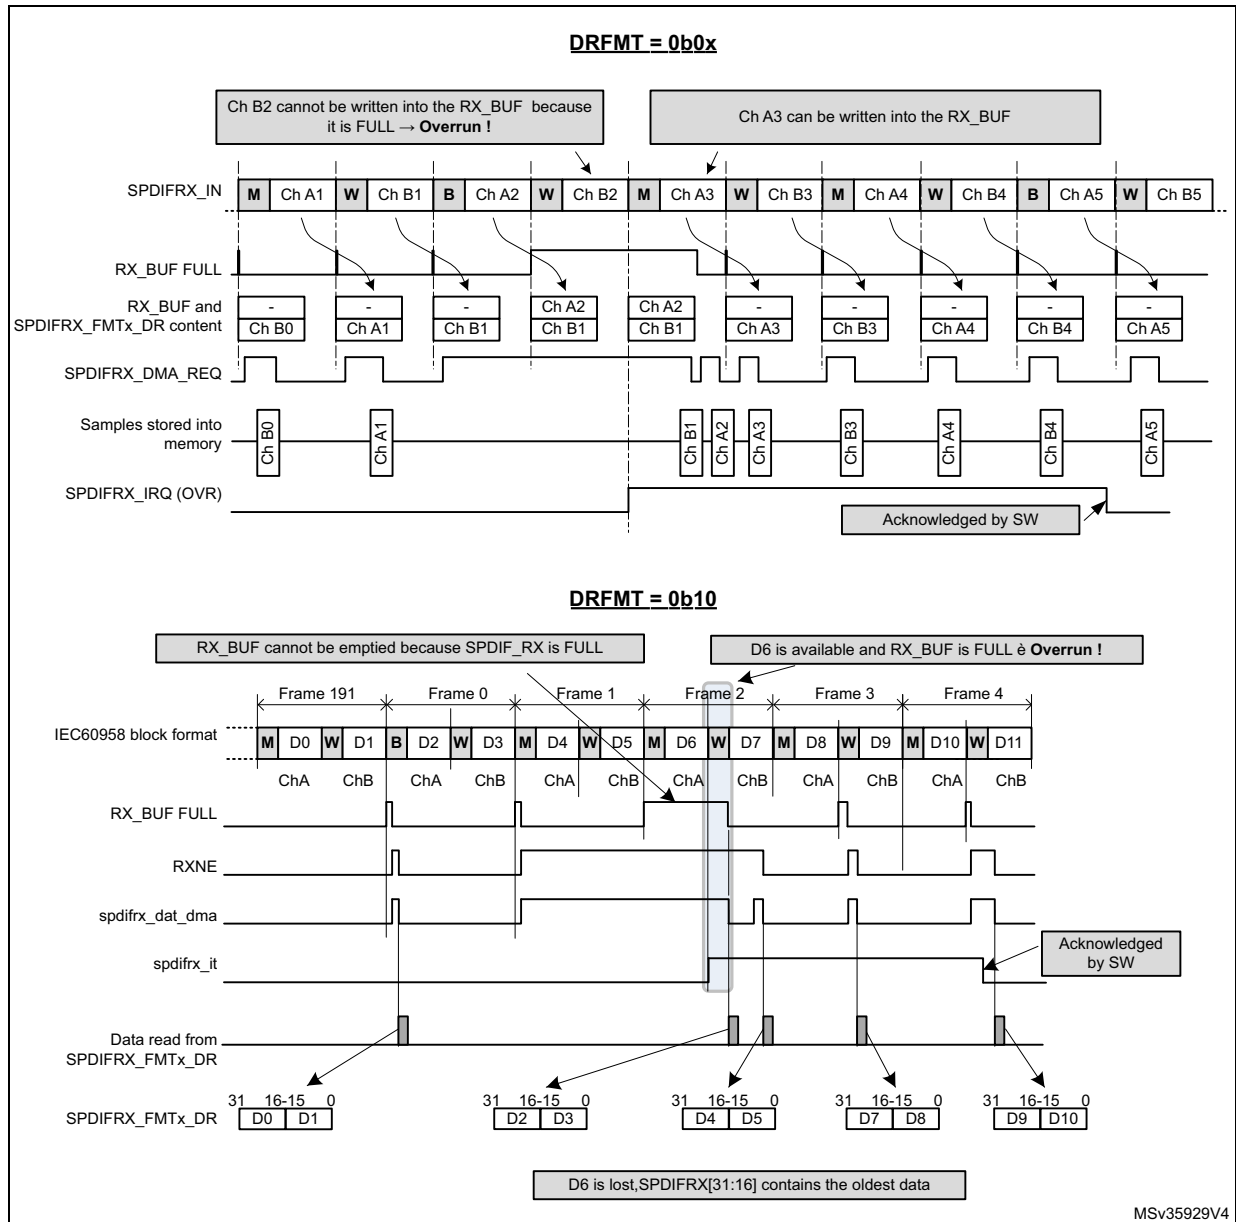 DRFMT = 0b0x
Ch B2 cannot be written into the RX_BUF because
it is FULL → Overrun !
Ch A3 can be written into the RX_BUF
SPDIFRX_IN
M Ch A1 W Ch B1 B Ch A2 W Ch B2 M Ch A3 W Ch B3 M Ch A4 W Ch B4 B Ch A5 W Ch B5
RX_BUF FULL
RX_BUF and
SPDIFRX_FMTx_DR content
- - - Ch A2 Ch A2 - - - - -
Ch B0 Ch A1 Ch B1 Ch B1 Ch B1 Ch A3 Ch B3 Ch A4 Ch B4 Ch A5
SPDIFRX_DMA_REQ
Samples stored into
memory
Ch B0 Ch A1 Ch B1 Ch A2 Ch A3 Ch B3 Ch A4 Ch B4 Ch A5
SPDIFRX_IRQ (OVR)
Acknowledged by SW
DRFMT = 0b10
RX_BUF cannot be emptied because SPDIF_RX is FULL
D6 is available and RX_BUF is FULL è Overrun !
Frame 191 Frame 0 Frame 1 Frame 2 Frame 3 Frame 4
IEC60958 block format
M D0 W D1 B D2 W D3 M D4 W D5 M D6 W D7 M D8 W D9 M D10 W D11
ChA ChB ChA ChB ChA ChB ChA ChB ChA ChB ChA ChB
RX_BUF FULL
RXNE
spdifrx_dat_dma
Acknowledged
by SW
spdifrx_it
Data read from
SPDIFRX_FMTx_DR
31 16-15 0 31 16-15 0 31 16-15 0 31 16-15 0 31 16-15 0
SPDIFRX_FMTx_DR
D0 D1 D2 D3 D4 D5 D7 D8 D9 D10
D6 is lost,SPDIFRX[31:16] contains the oldest data
MSv35929V4